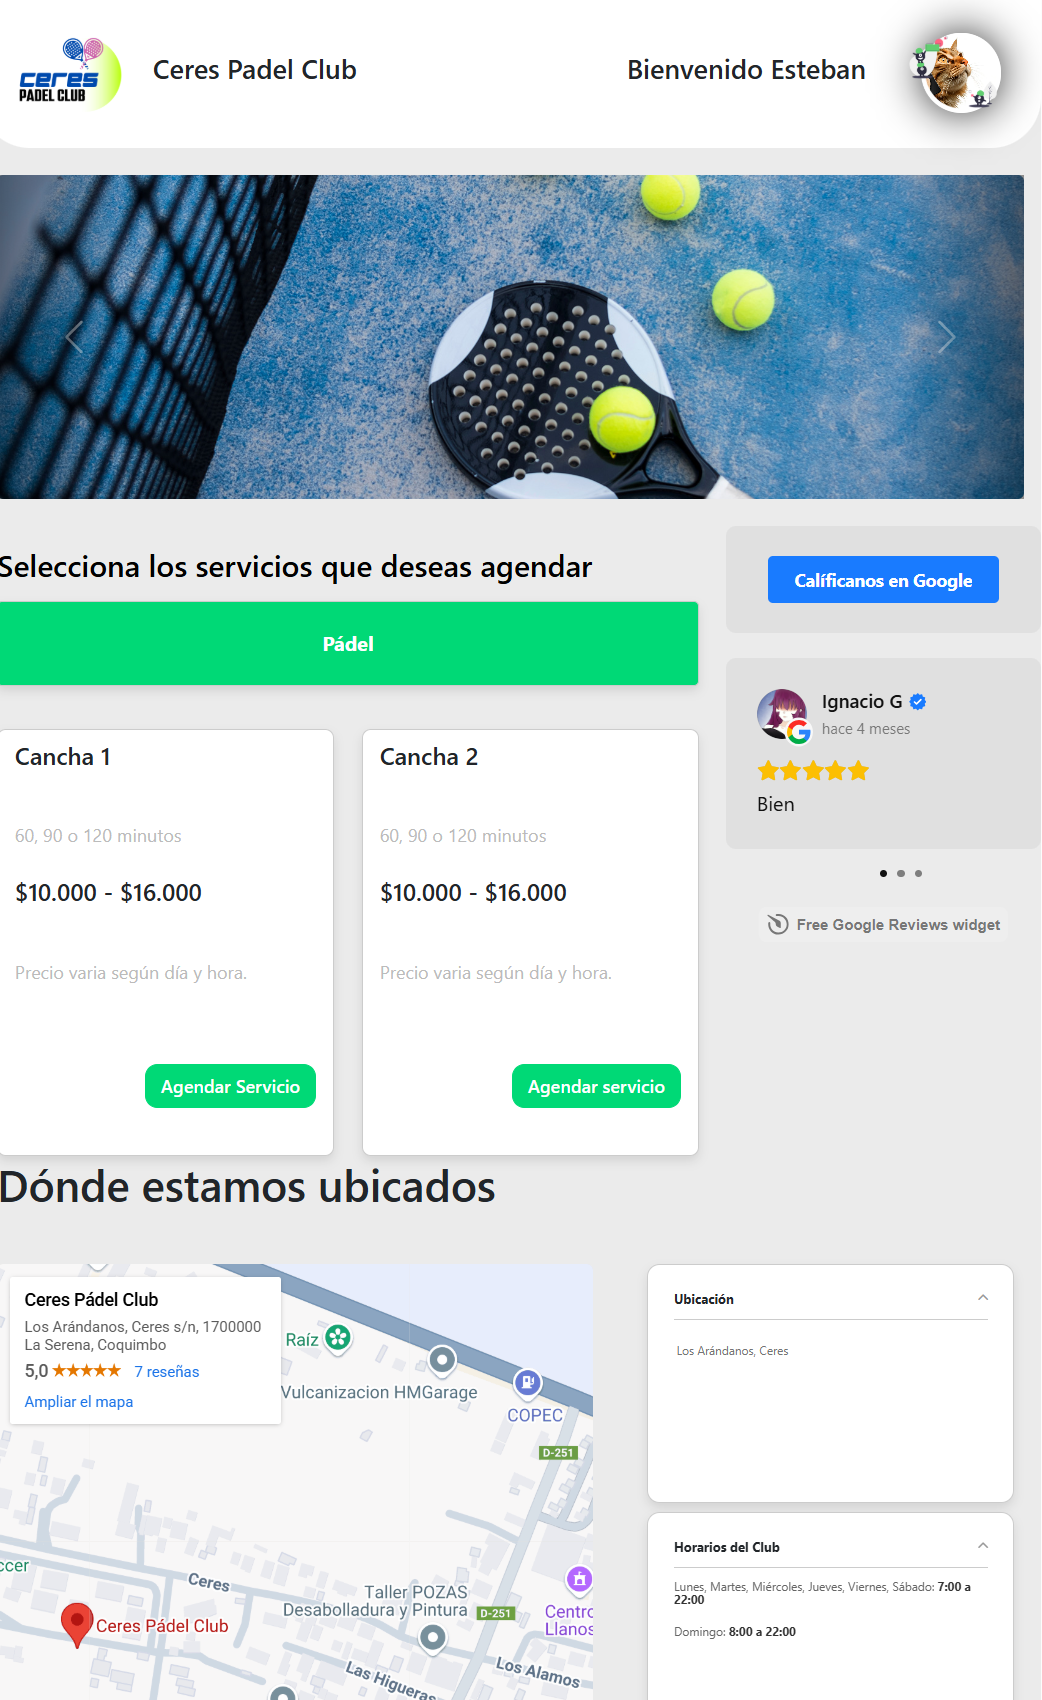 ceres
PADEL CLUB
Ceres Padel Club
Bienvenido Esteban
Selecciona los servicios que deseas agendar
Pádel
Cancha 1
60, 90 o 120 minutos
$10.000 - $16.000
Precio varia según día y hora.
Agendar Servicio
Cancha 2
60, 90 o 120 minutos
$10.000 - $16.000
Precio varia según día y hora.
Agendar servicio
Calíficanos en Google
Ignacio G
hace 4 meses
Bien
Free Google Reviews widget
Dónde estamos ubicados
Ceres Pádel Club
Los Arándanos, Ceres s/n, 1700000
La Serena, Coquimbo
5,0 7 reseñas
Ampliar el mapa
Raíz
Vulcanizacion HMGarage
COPEC
D-251
ccer
Ceres
Taller POZAS
Desabolladura y Pintura
D-251
Centro
Llanos
Ceres Pádel Club
Las Higueras
Los Alamos
Ubicación
Los Arándanos, Ceres
Horarios del Club
Lunes, Martes, Miércoles, Jueves, Viernes, Sábado: 7:00 a
22:00
Domingo: 8:00 a 22:00